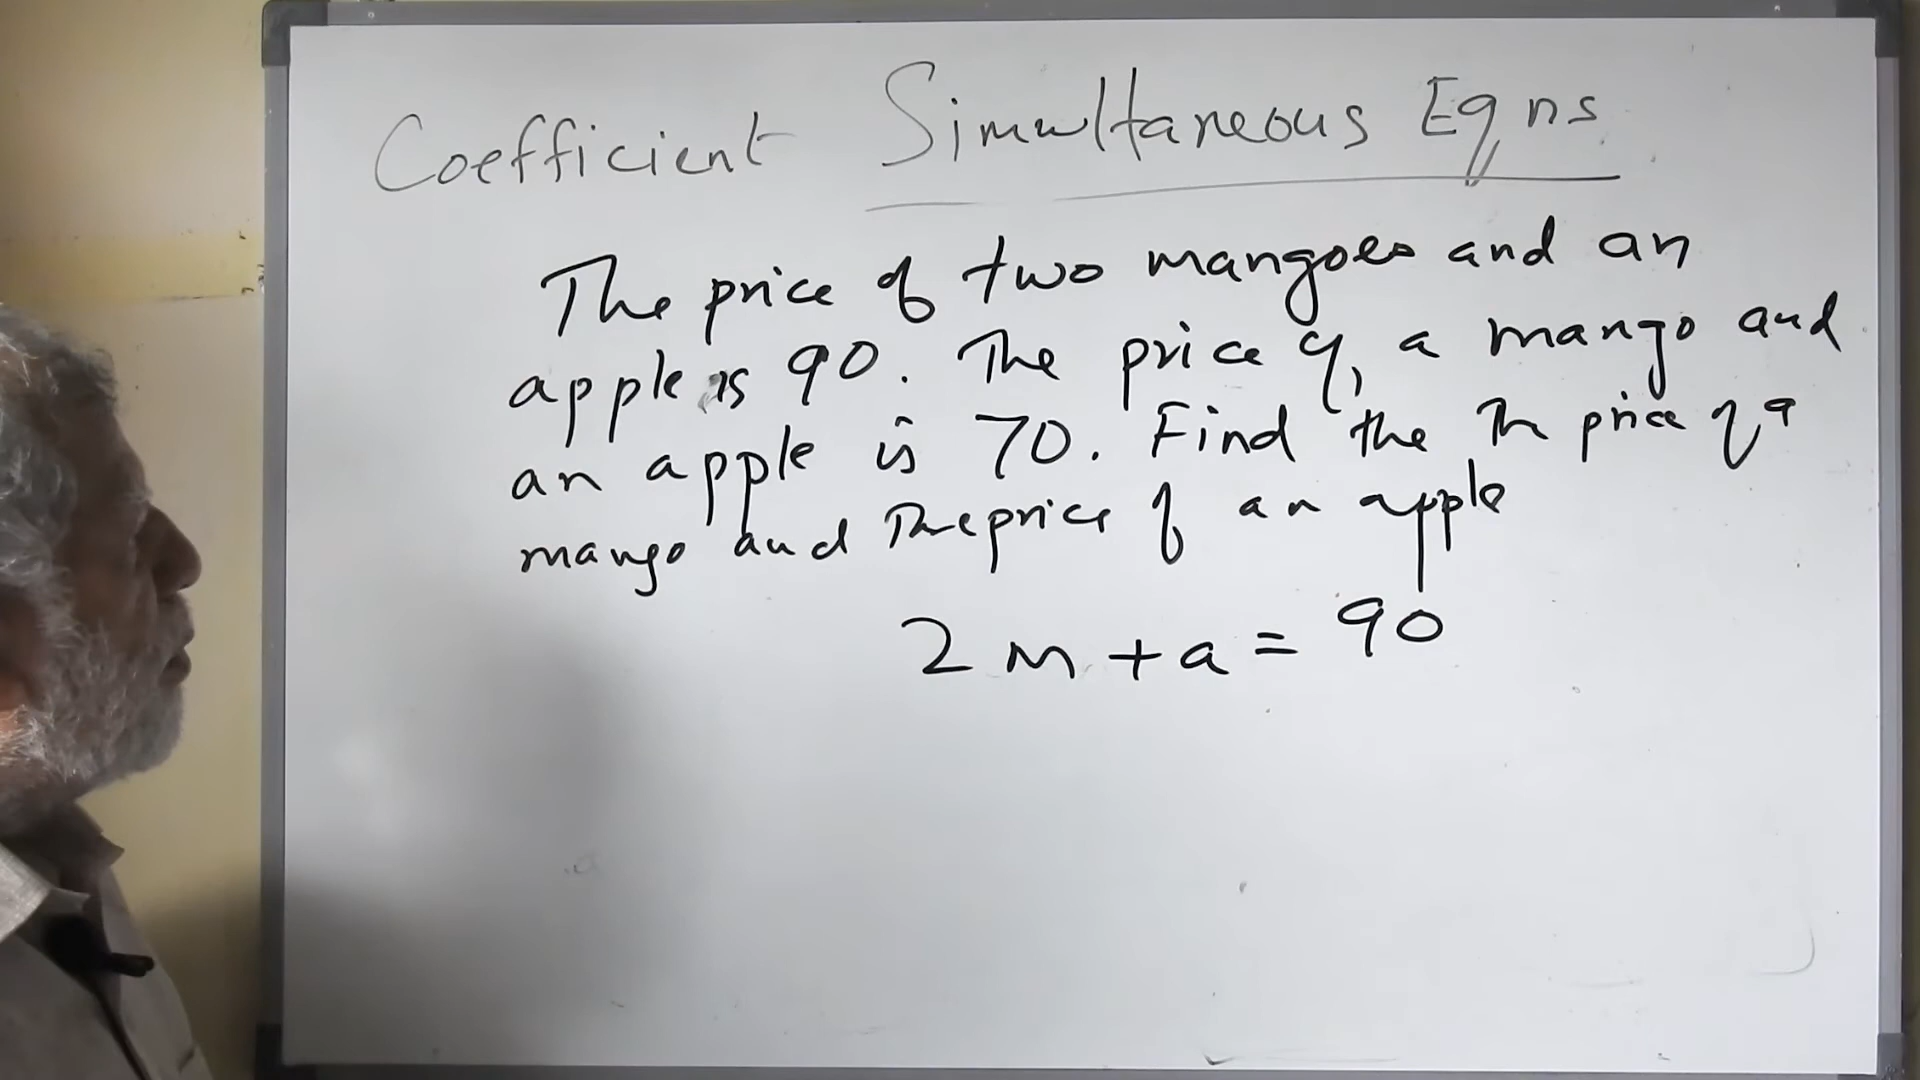 Coefficient Simultaneous Eqns
The price of two mangoes and an
apple is 90. The price of a mango and
an apple is 70. Find the The price of a
mango and The price of an apple
2m + a = 90